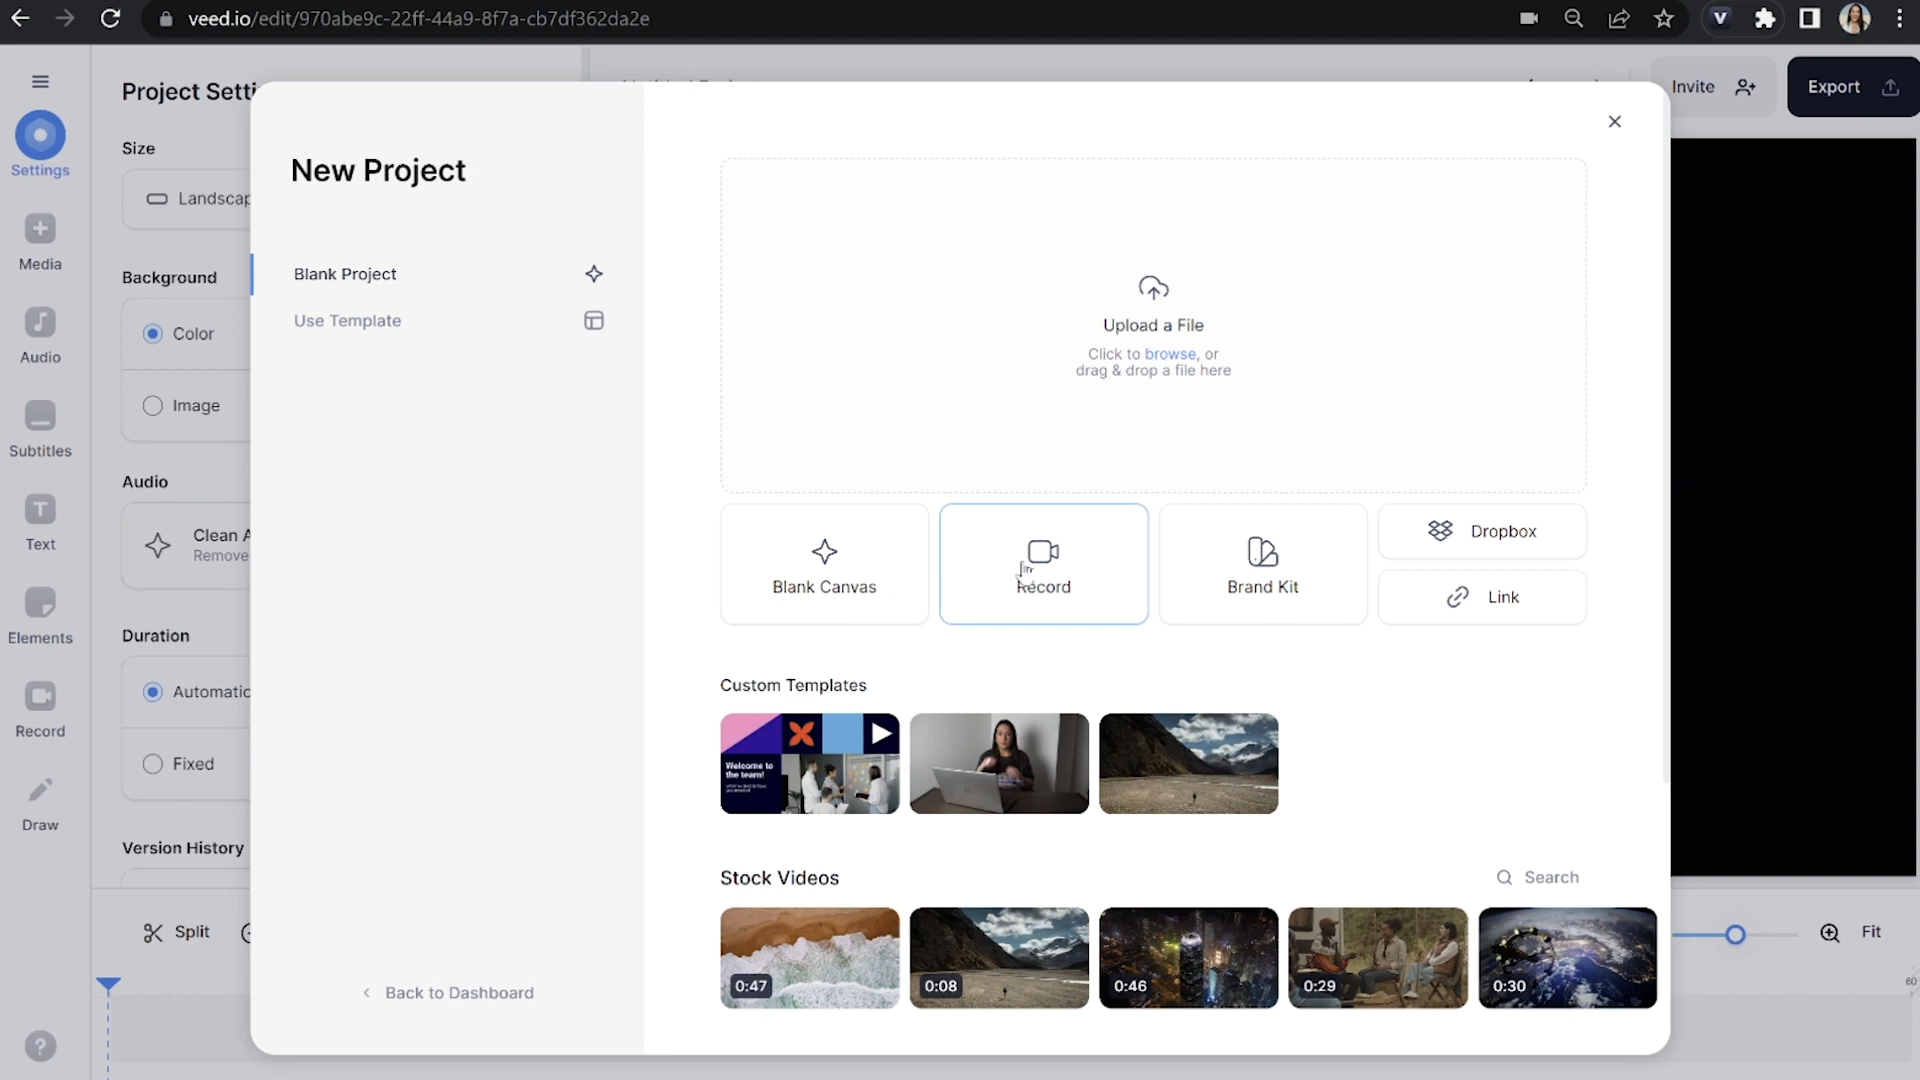 veed.io/edit/970abe9c-22ff-44a9-8f7a-cb7df362da2e
V
Invite
Export
Settings
Media
Audio
Subtitles
Text
Elements
Record
Draw
?
Project Setti
Size
Landscap
Background
Color
Image
Audio
Clean A
Remove
Duration
Automatic
Fixed
Version History
Split
New Project
Blank Project
Use Template
Back to Dashboard
Upload a File
Click to browse, or
drag & drop a file here
Blank Canvas
Record
Brand Kit
Dropbox
Link
Custom Templates
Welcome to
the team!
Stock Videos
Search
0:47
0:08
0:46
0:29
0:30
Fit
60